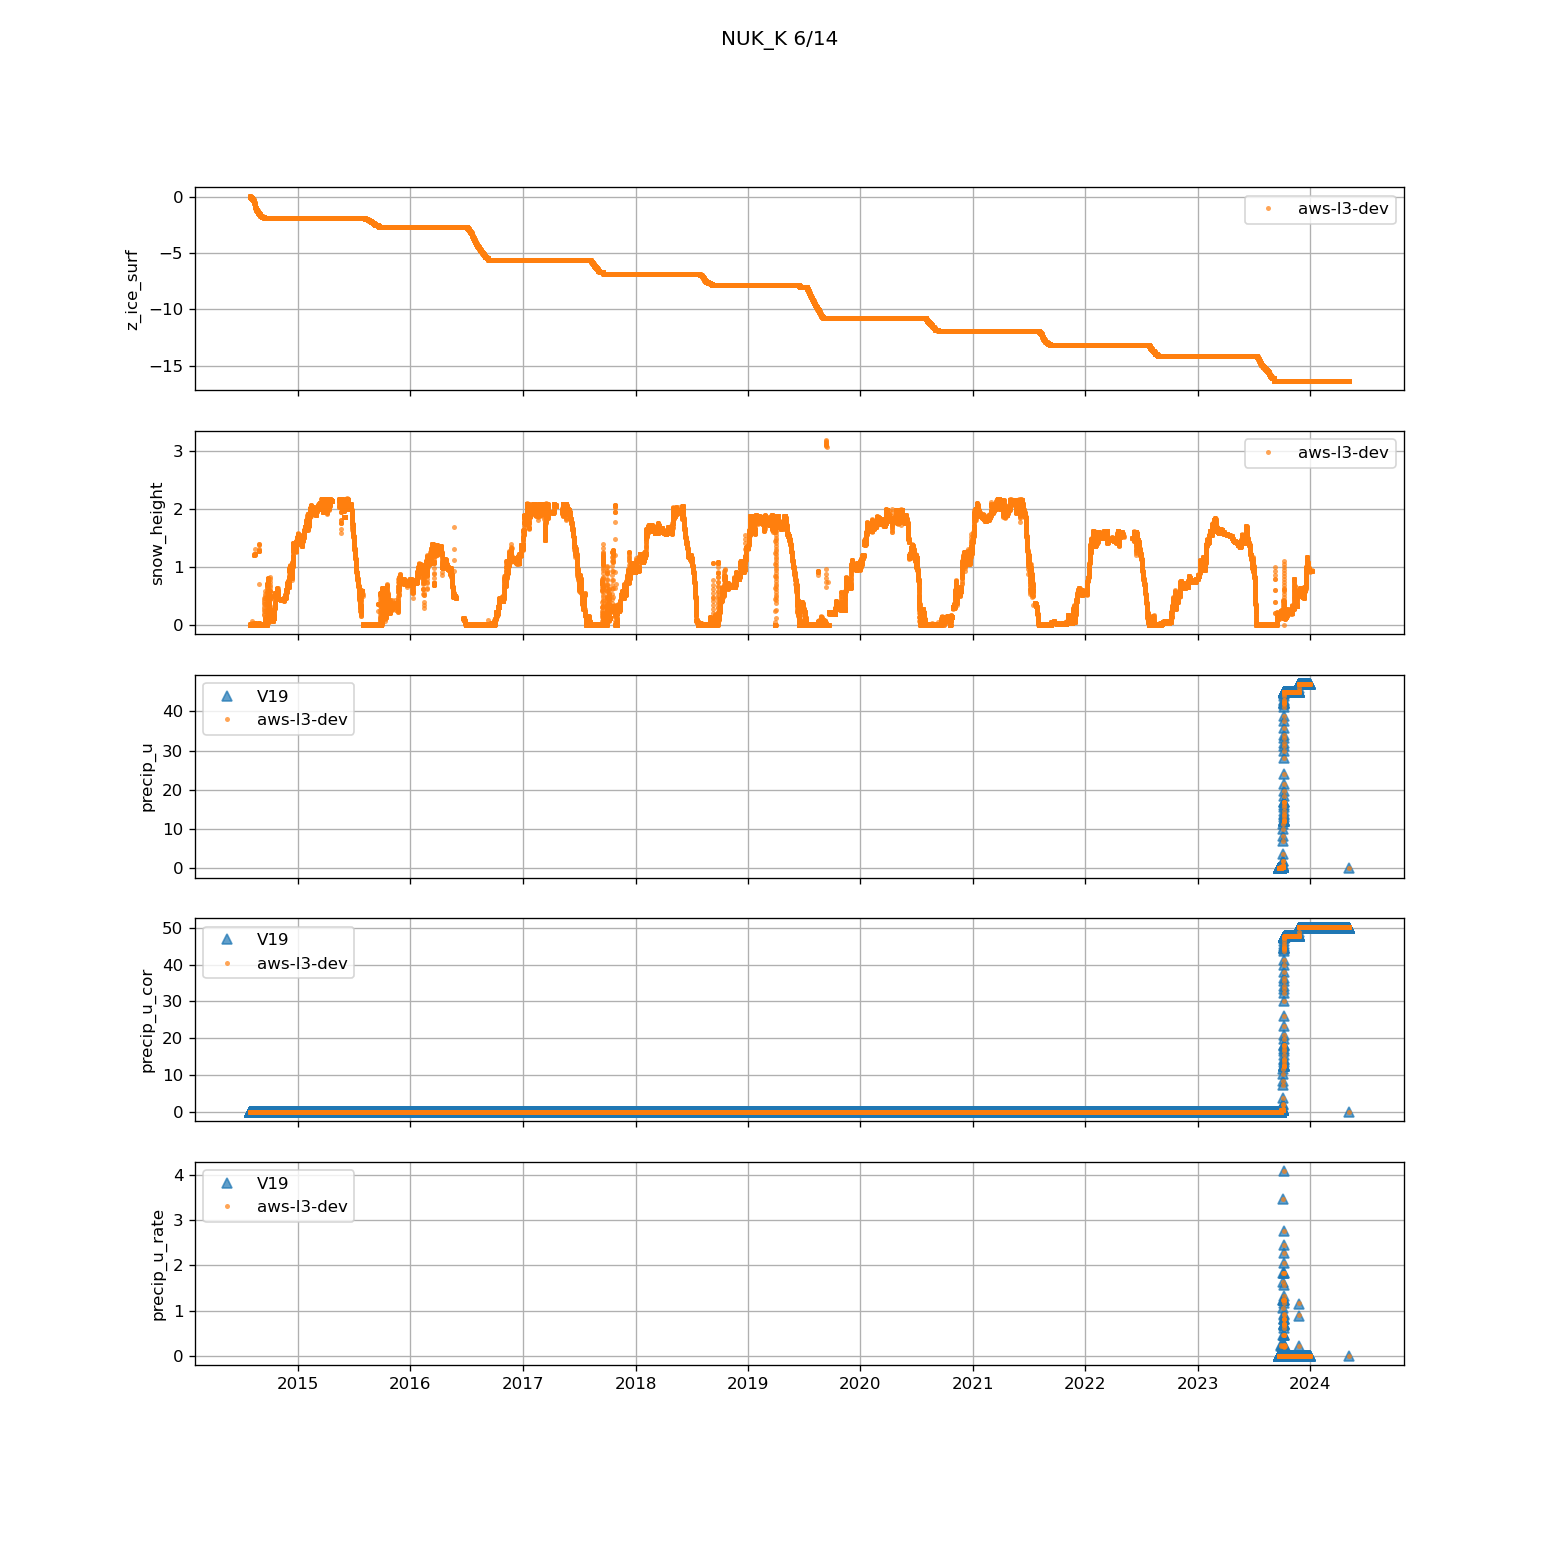 NUK_K 6/14
0
−5
−10
−15
z_ice_surf
aws-l3-dev
3
2
1
0
snow_height
aws-l3-dev
40
30
20
10
0
precip_u
V19
aws-l3-dev
50
40
30
20
10
0
precip_u_cor
V19
aws-l3-dev
4
3
2
1
0
precip_u_rate
V19
aws-l3-dev
2015 2016 2017 2018 2019 2020 2021 2022 2023 2024